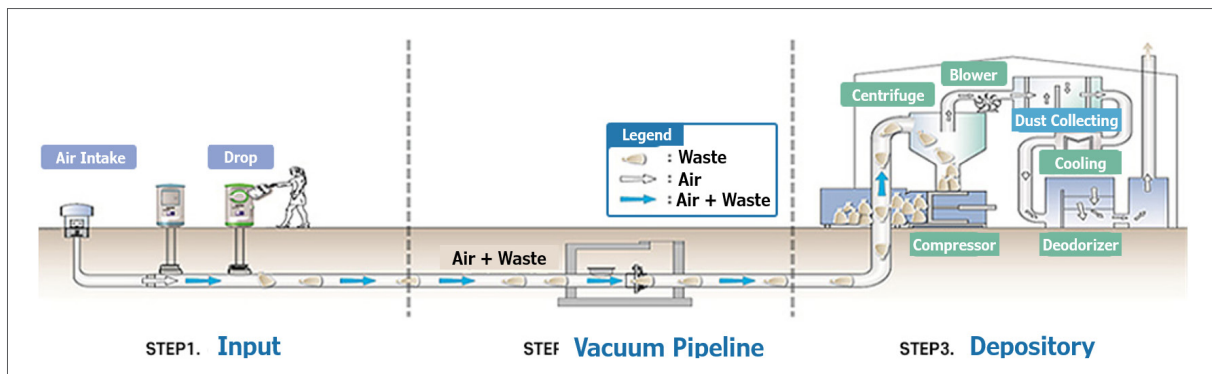 Air Intake
Drop
Legend
: Waste
: Air
: Air + Waste
Air + Waste
Centrifuge
Blower
Dust Collecting
Cooling
Compressor
Deodorizer
STEP1. Input
STEP Vacuum Pipeline
STEP3. Depository